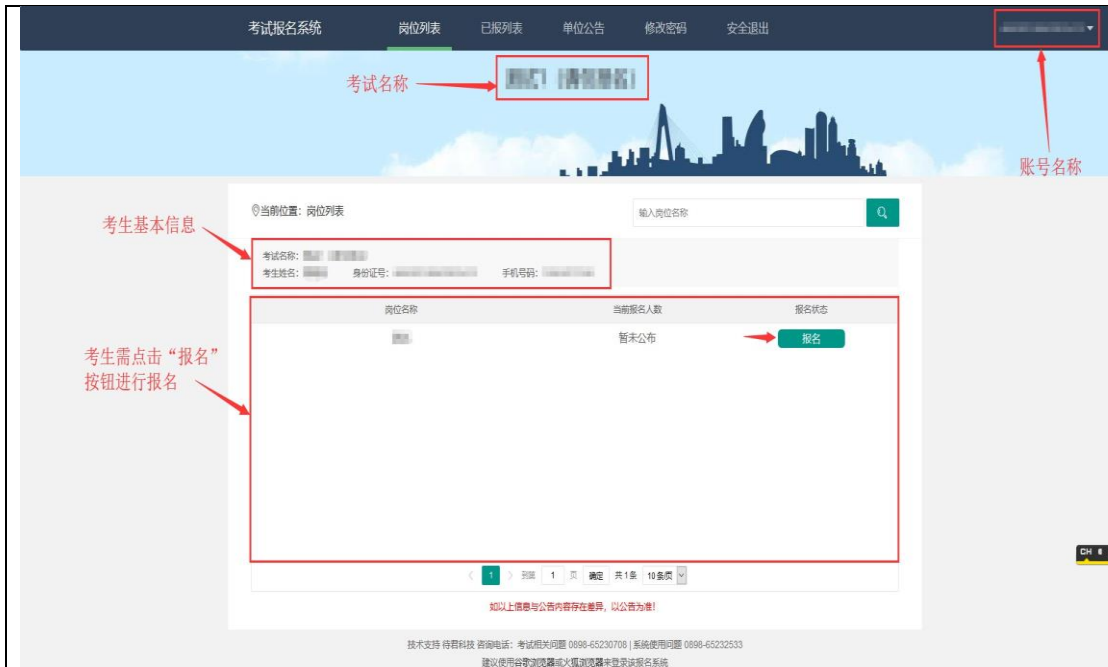 考试报名系统 岗位列表 已报列表 单位公告 修改密码 安全退出
考试名称
账号名称
当前位置：岗位列表
输入岗位名称
考生基本信息
考试名称：
考生姓名： 身份证号： 手机号码：
岗位名称 当前报名人数 报名状态
暂未公布 报名
考生需点击“报名”
按钮进行报名
1 到第 1 页 确定 共1条 10条/页
如以上信息与公告内容存在差异，以公告为准！
技术支持 待君科技 咨询电话：考试相关问题 0898-65230708 | 系统使用问题 0898-65232533
建议使用谷歌浏览器或火狐浏览器来登录该报名系统
CH